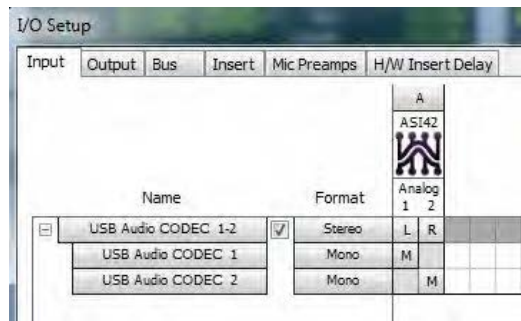 I/O Setup
Input Output Bus Insert Mic Preamps H/W Insert Delay
A
ASI42
Analog
Name Format 1 2
USB Audio CODEC 1-2 Stereo L R
USB Audio CODEC 1 Mono M
USB Audio CODEC 2 Mono M